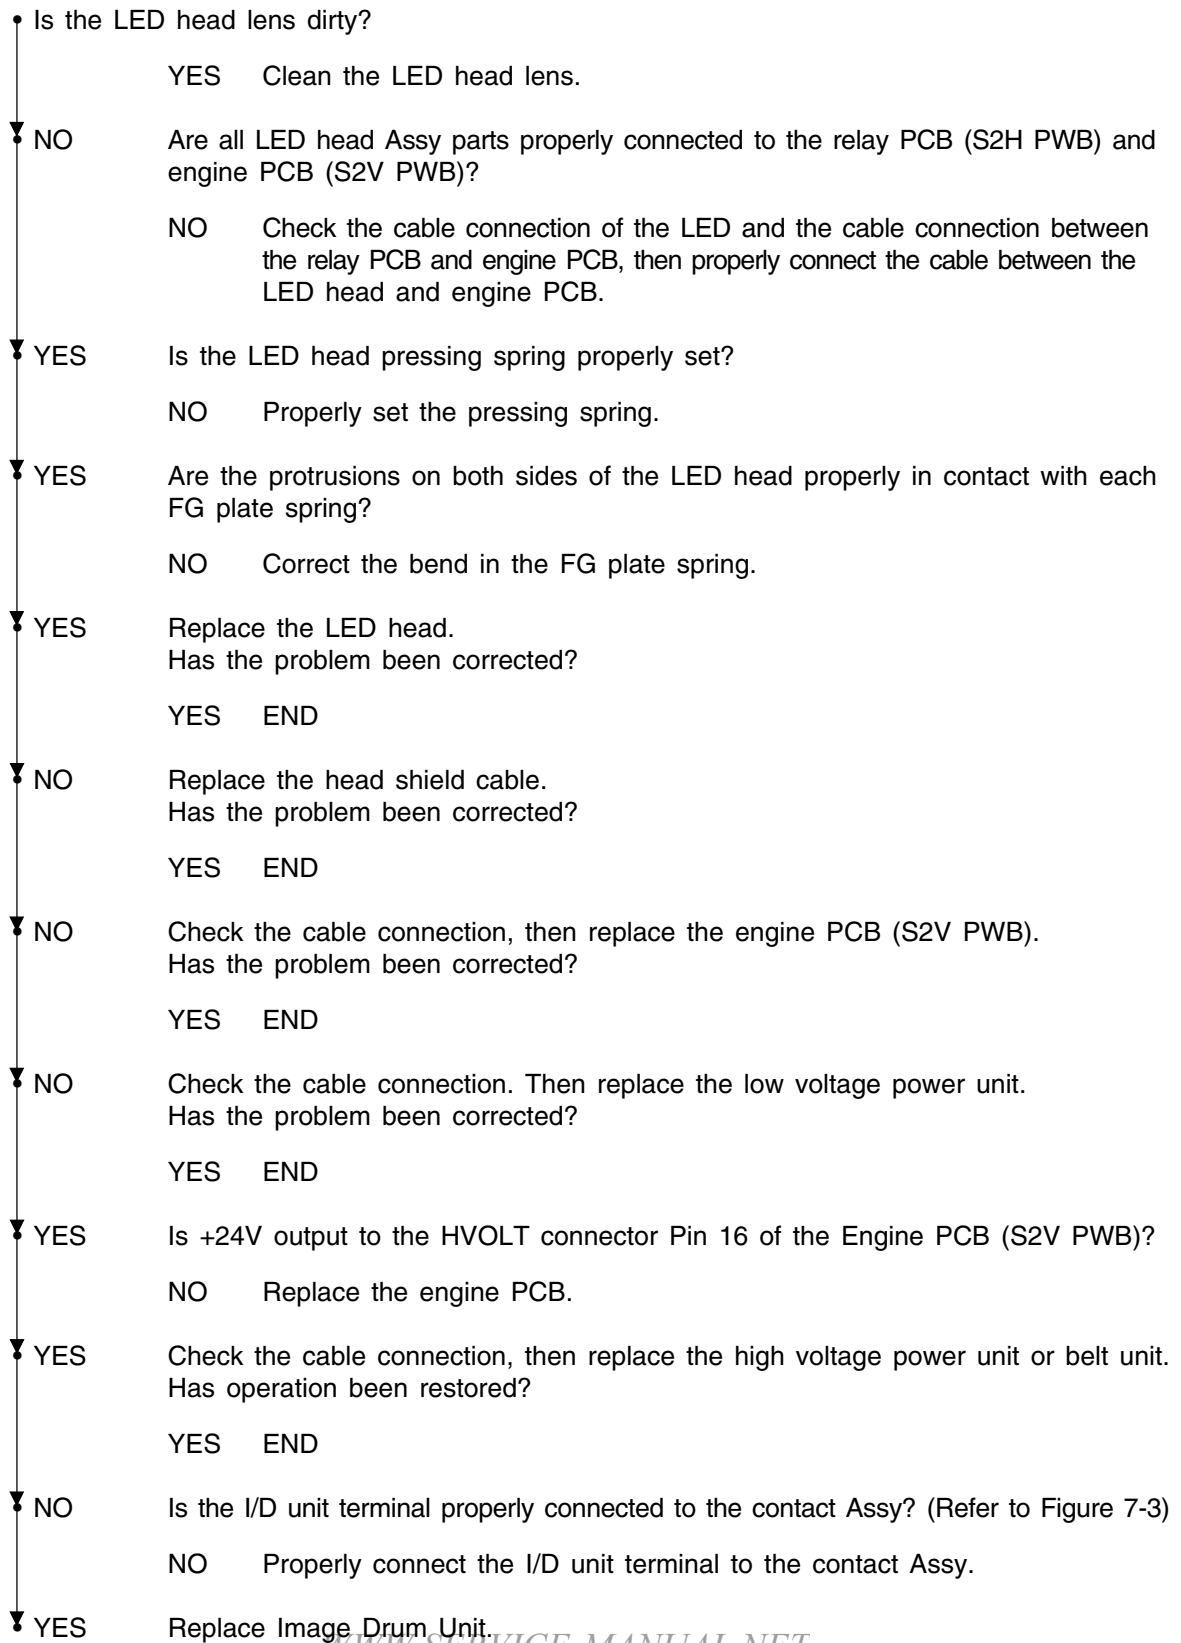 Is the LED head lens dirty?
YES Clean the LED head lens.
NO Are all LED head Assy parts properly connected to the relay PCB (S2H PWB) and
engine PCB (S2V PWB)?
NO Check the cable connection of the LED and the cable connection between
the relay PCB and engine PCB, then properly connect the cable between the
LED head and engine PCB.
YES Is the LED head pressing spring properly set?
NO Properly set the pressing spring.
YES Are the protrusions on both sides of the LED head properly in contact with each
FG plate spring?
NO Correct the bend in the FG plate spring.
YES Replace the LED head.
Has the problem been corrected?
YES END
NO Replace the head shield cable.
Has the problem been corrected?
YES END
NO Check the cable connection, then replace the engine PCB (S2V PWB).
Has the problem been corrected?
YES END
NO Check the cable connection. Then replace the low voltage power unit.
Has the problem been corrected?
YES END
YES Is +24V output to the HVOLT connector Pin 16 of the Engine PCB (S2V PWB)?
NO Replace the engine PCB.
YES Check the cable connection, then replace the high voltage power unit or belt unit.
Has operation been restored?
YES END
NO Is the I/D unit terminal properly connected to the contact Assy? (Refer to Figure 7-3)
NO Properly connect the I/D unit terminal to the contact Assy.
YES Replace Image Drum Unit.
WWW.SERVICE-MANUAL.NET